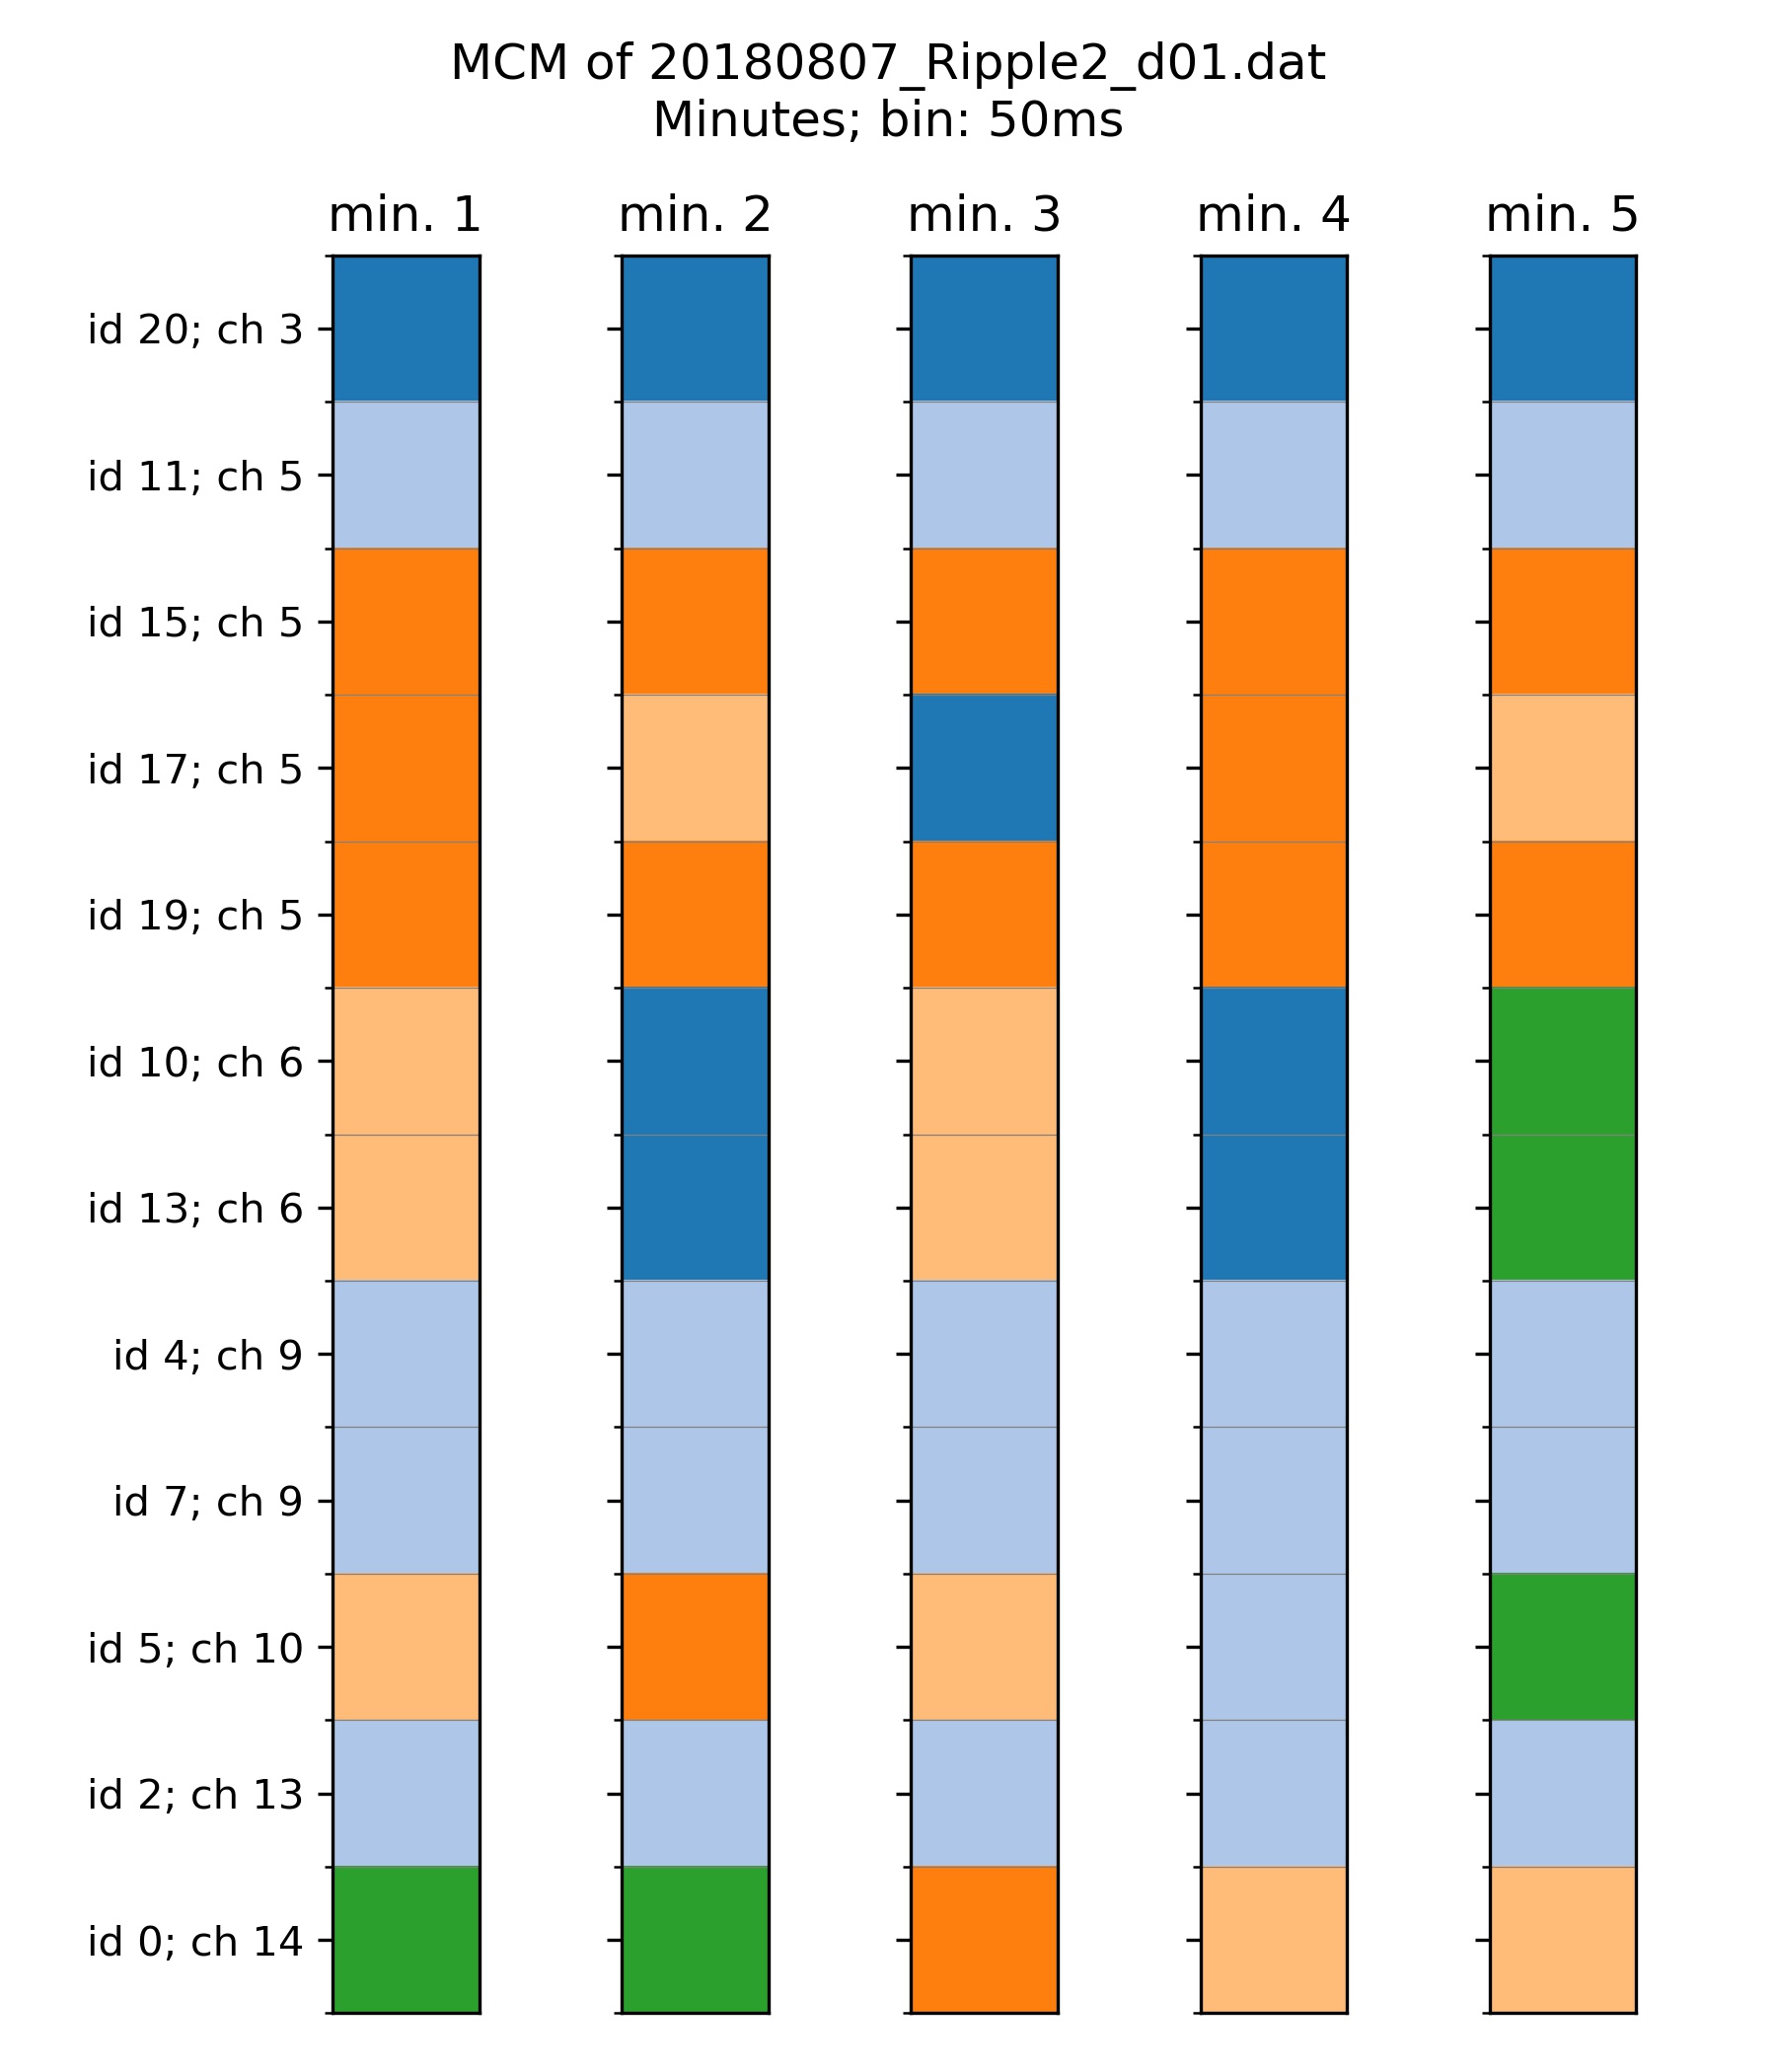 MCM of 20180807_Ripple2_d01.dat
Minutes; bin: 50ms
min. 1 min. 2 min. 3 min. 4 min. 5
id 20; ch 3
id 11; ch 5
id 15; ch 5
id 17; ch 5
id 19; ch 5
id 10; ch 6
id 13; ch 6
id 4; ch 9
id 7; ch 9
id 5; ch 10
id 2; ch 13
id 0; ch 14